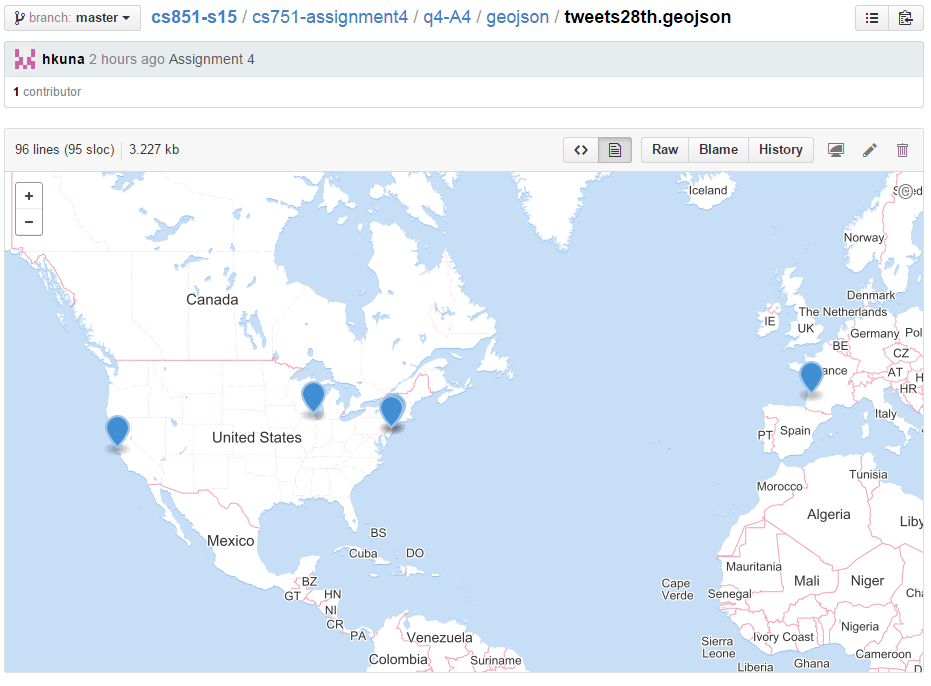 branch: master cs851-s15 / cs751-assignment4 / q4-A4 / geojson / tweets28th.geojson
hkuna 2 hours ago Assignment 4
1 contributor
96 lines (95 sloc) 3.227 kb <> Raw Blame History
+
−
Iceland
Norway
Canada
Denmark
The Netherlands
IE
UK
Germany
Pol
BE
CZ
ance
AT
H
HR
Italy
United States
PT
Spain
Tunisia
Morocco
Algeria
Liby
Mexico
BS
Cuba
DO
Mauritania
Mali
Niger
Cha
BZ
GT
HN
NI
CR
PA
Cape
Verde
Senegal
Nigeria
Venezuela
Sierra
Leone
Ivory Coast
Colombia
Suriname
Liberia
Ghana
Cameroon